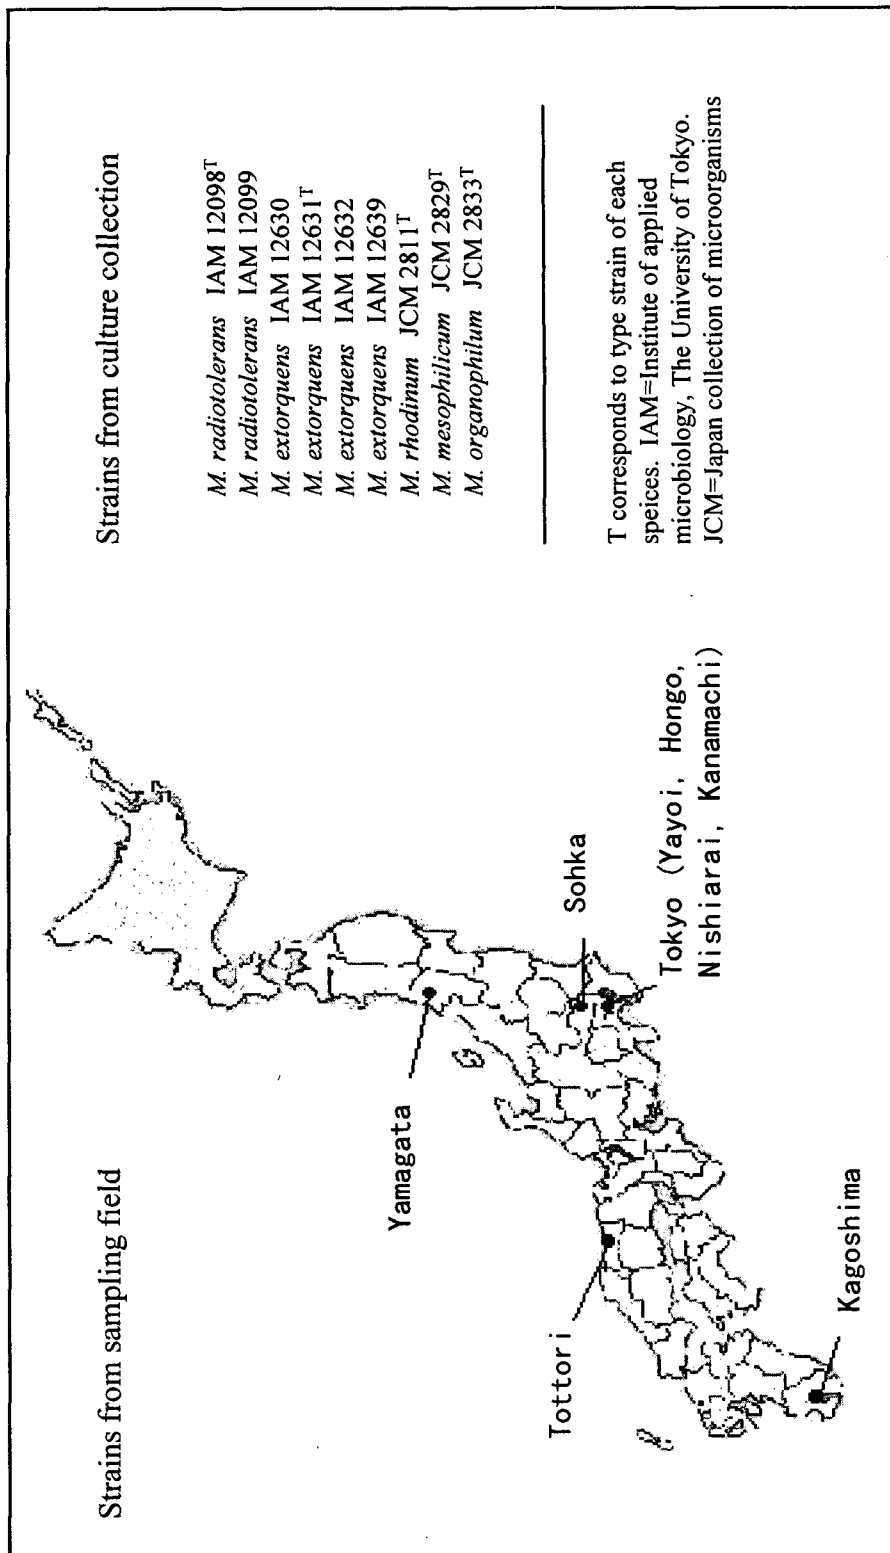 Strains from sampling field
Yamagata
Sohka
Tokyo (Yayoi, Hongo,
Nishiarai, Kanamachi)
Tottori
Kagoshima
Strains from culture collection
M. radiotolerans IAM 12098T
M. radiotolerans IAM 12099
M. extorquens IAM 12630
M. extorquens IAM 12631T
M. extorquens IAM 12632
M. extorquens IAM 12639
M. rhodinum JCM 2811T
M. mesophilicum JCM 2829T
M. organophilum JCM 2833T
T corresponds to type strain of each
speices. IAM=Institute of applied
microbiology, The University of Tokyo.
JCM=Japan collection of microorganisms